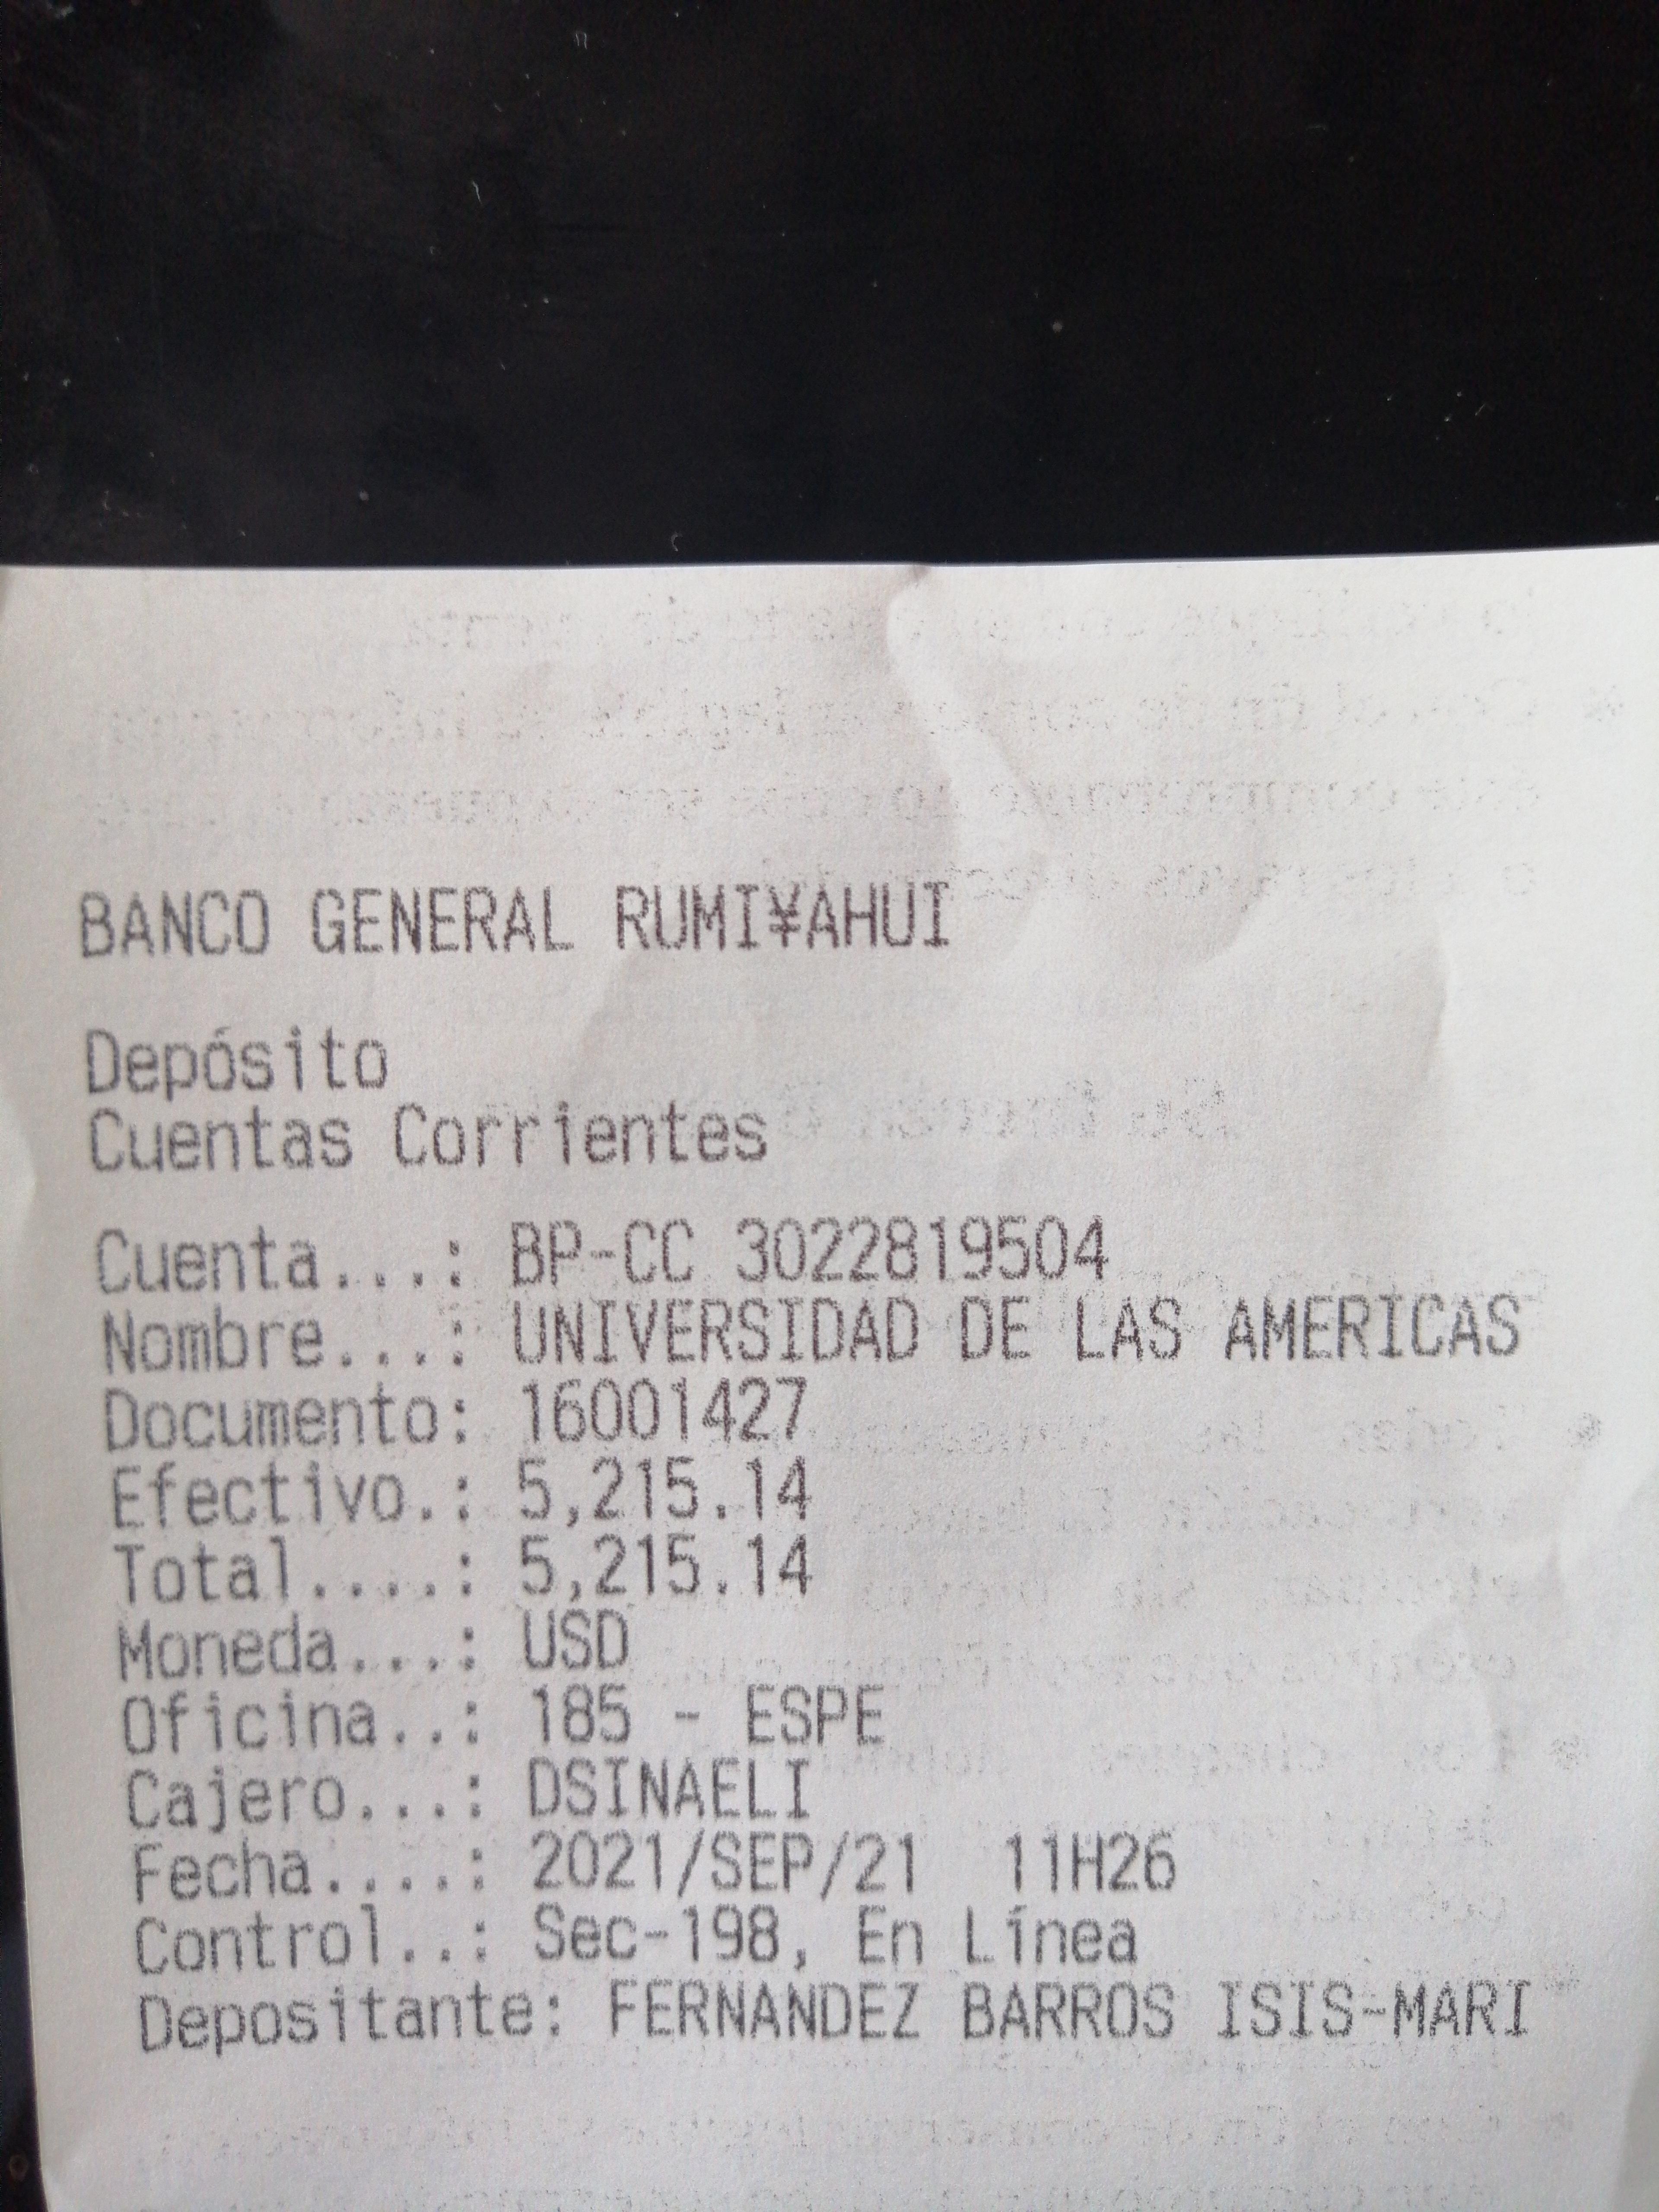 BANCO GENERAL RUMI¥AHUI
Depósito
Cuentas Corrientes
Cuenta...: BP-CC 3022819504
Nombre...: UNIVERSIDAD DE LAS AMERICAS
Documento: 16001427
Efectivo.: 5,215.14
Total....: 5,215.14
Moneda...: USD
Oficina..: 185 - ESPE
Cajero...: DSINAELI
Fecha....: 2021/SEP/21 11H26
Control..: Sec-198, En Línea
Depositante: FERNANDEZ BARROS ISIS-MARI